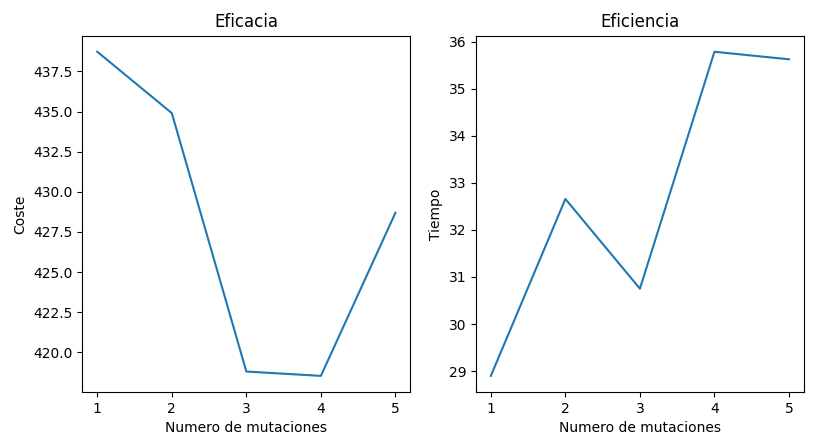 Eficacia
Coste
437.5
435.0
432.5
430.0
427.5
425.0
422.5
420.0
1 2 3 4 5
Numero de mutaciones
Eficiencia
Tiempo
36
35
34
33
32
31
30
29
1 2 3 4 5
Numero de mutaciones